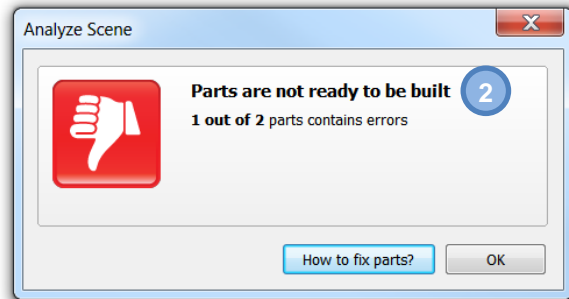 Analyze Scene
Parts are not ready to be built 2
1 out of 2 parts contains errors
How to fix parts? OK